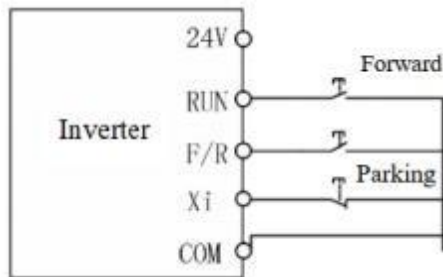 24V
Forward
RUN
Inverter
F/R
Parking
Xi
COM